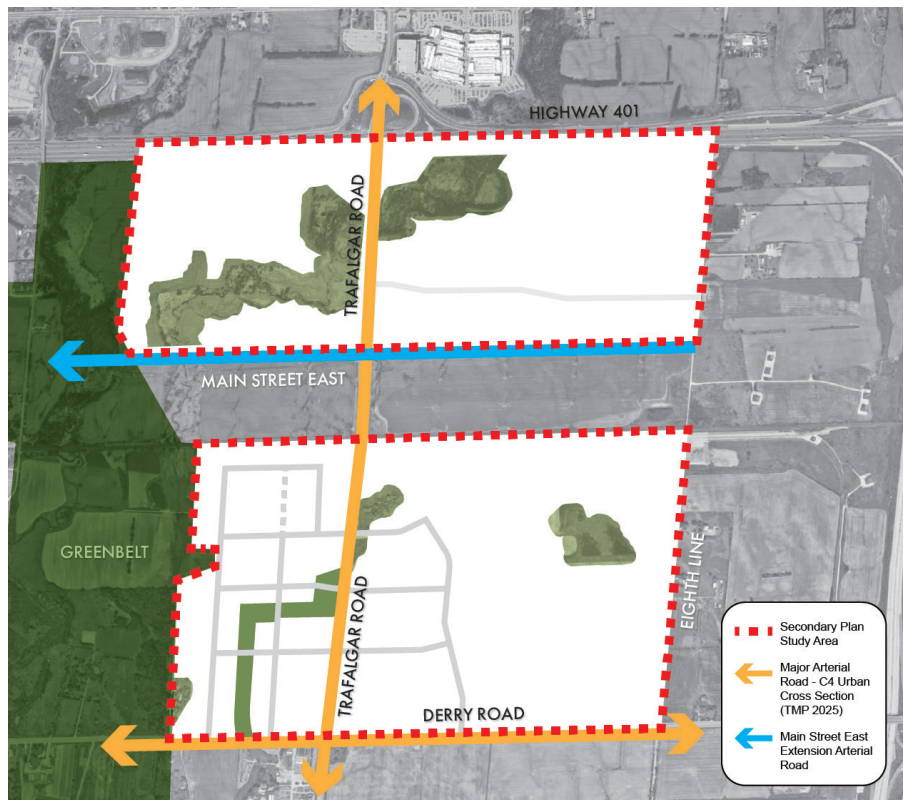 HIGHWAY 401
TRAFALGAR ROAD
MAIN STREET EAST
GREENBELT
EIGHTH LINE
TRAFALGAR ROAD
DERRY ROAD
Secondary Plan
Study Area
Major Arterial
Road - C4 Urban
Cross Section
(TMP 2025)
Main Street East
Extension Arterial
Road